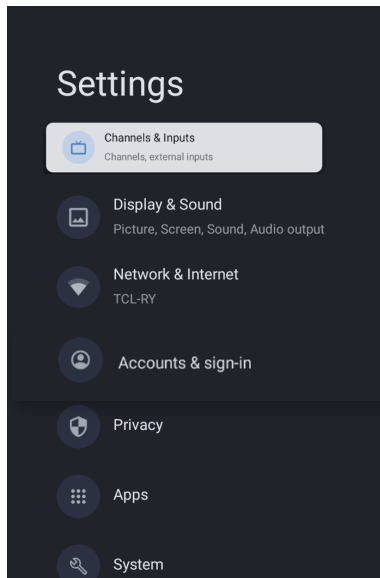 Settings
Channels & Inputs
Channels, external inputs
Display & Sound
Picture, Screen, Sound, Audio output
Network & Internet
TCL-RY
Accounts & sign-in
Privacy
Apps
System